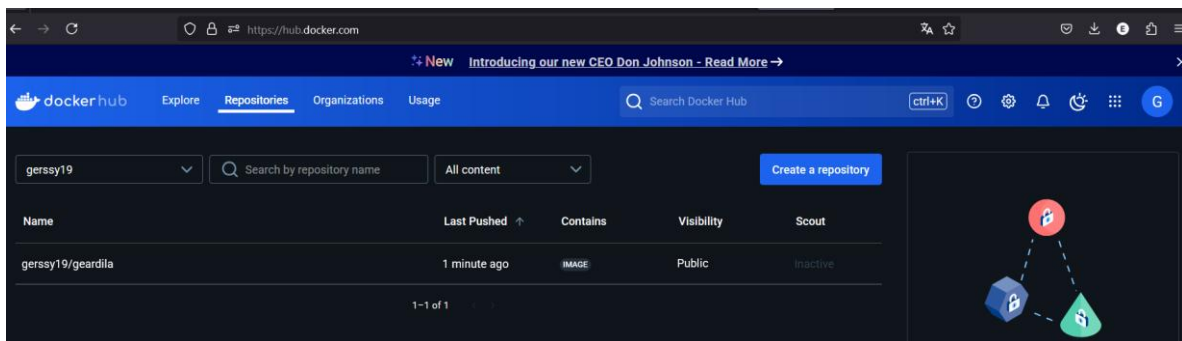 https://hub.docker.com
New Introducing our new CEO Don Johnson - Read More →
dockerhub Explore Repositories Organizations Usage Search Docker Hub ctrl+K G
gerssy19 Search by repository name All content Create a repository
Name Last Pushed ↑ Contains Visibility Scout
gerssy19/geardila 1 minute ago IMAGE Public Inactive
1-1 of 1